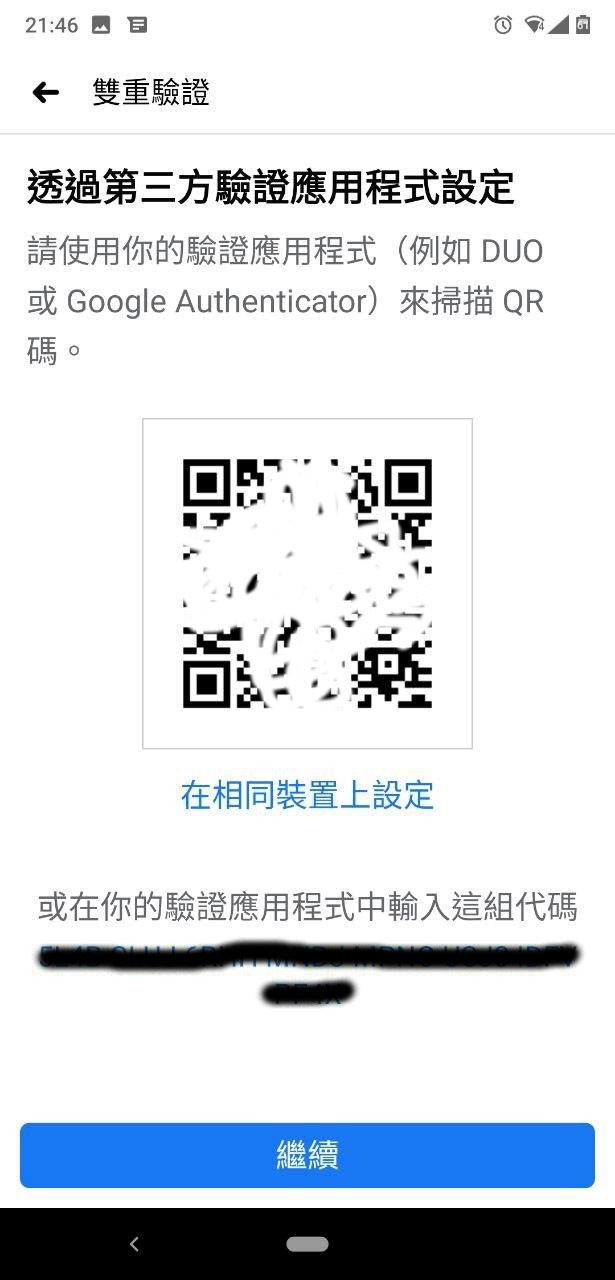 21:46
4
61
雙重驗證
透過第三方驗證應用程式設定
請使用你的驗證應用程式（例如 DUO
或 Google Authenticator）來掃描 QR
碼。
在相同裝置上設定
或在你的驗證應用程式中輸入這組代碼
繼續